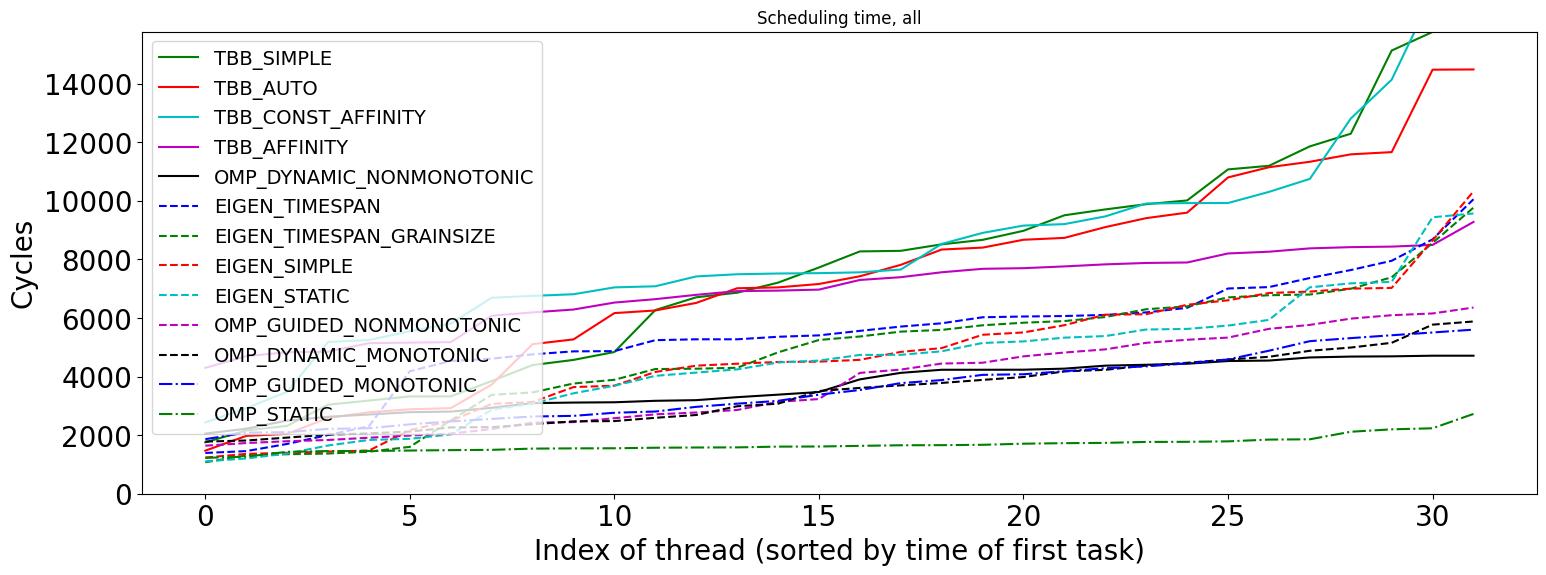 Scheduling time, all
Cycles
14000
12000
10000
8000
6000
4000
2000
0
TBB_SIMPLE
TBB_AUTO
TBB_CONST_AFFINITY
TBB_AFFINITY
OMP_DYNAMIC_NONMONOTONIC
EIGEN_TIMESPAN
EIGEN_TIMESPAN_GRAINSIZE
EIGEN_SIMPLE
EIGEN_STATIC
OMP_GUIDED_NONMONOTONIC
OMP_DYNAMIC_MONOTONIC
OMP_GUIDED_MONOTONIC
OMP_STATIC
0 5 10 15 20 25 30
Index of thread (sorted by time of first task)